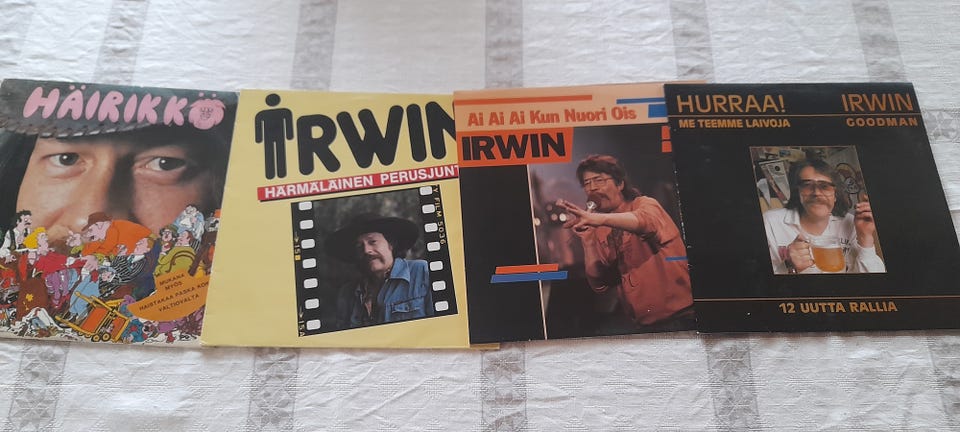 HÄIRIKKÖ
MUKANA
MYÖS
HAISTAKAA PASKA KOKO
VALTIOVALTA
IRWIN
HÄRMÄLÄINEN PERUSJUNT
Y FILM 5036
15A
Ai Ai Ai Kun Nuori Ois
IRWIN
HURRAA!
ME TEEMME LAIVOJA
IRWIN
GOODMAN
12 UUTTA RALLIA